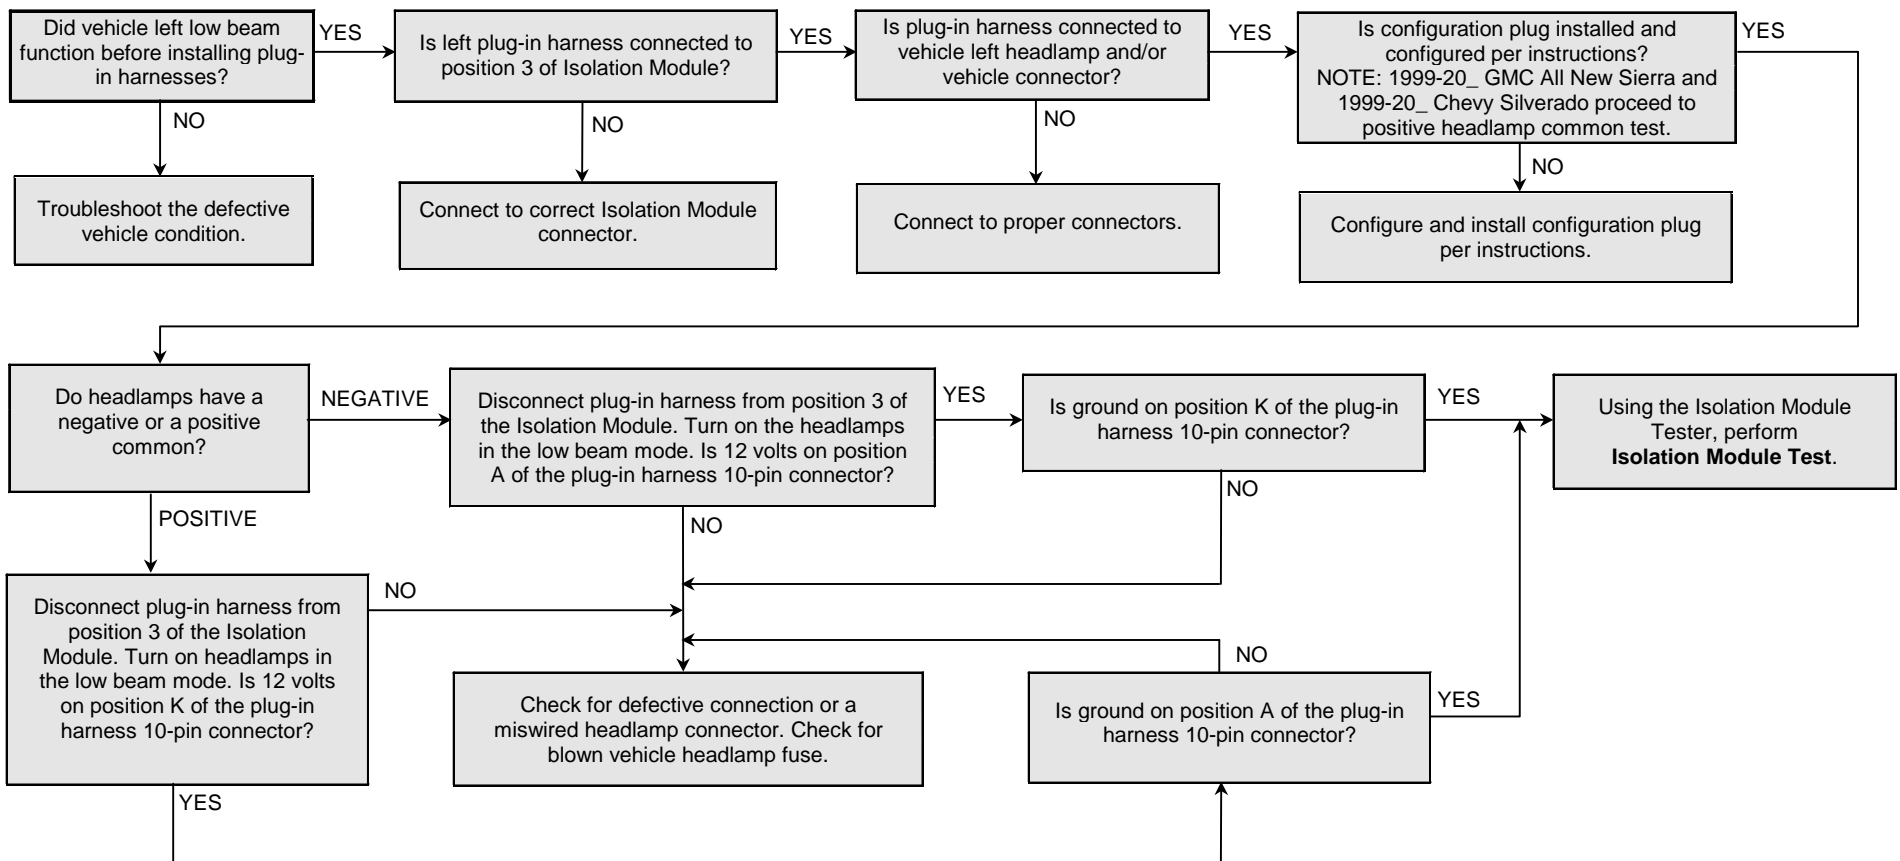 Did vehicle left low beam
function before installing plug-
in harnesses?
YES
Is left plug-in harness connected to
position 3 of Isolation Module?
YES
Is plug-in harness connected to
vehicle left headlamp and/or
vehicle connector?
YES
Is configuration plug installed and
configured per instructions?
NOTE: 1999-20_ GMC All New Sierra and
1999-20_ Chevy Silverado proceed to
positive headlamp common test.
YES
NO
NO
NO
NO
Troubleshoot the defective
vehicle condition.
Connect to correct Isolation Module
connector.
Connect to proper connectors.
Configure and install configuration plug
per instructions.
Do headlamps have a
negative or a positive
common?
NEGATIVE
Disconnect plug-in harness from position 3 of
the Isolation Module. Turn on the headlamps
in the low beam mode. Is 12 volts on position
A of the plug-in harness 10-pin connector?
YES
Is ground on position K of the plug-in
harness 10-pin connector?
YES
Using the Isolation Module
Tester, perform
Isolation Module Test.
POSITIVE
NO
NO
Disconnect plug-in harness from
position 3 of the Isolation
Module. Turn on headlamps in
the low beam mode. Is 12 volts
on position K of the plug-in
harness 10-pin connector?
NO
Check for defective connection or a
miswired headlamp connector. Check for
blown vehicle headlamp fuse.
NO
Is ground on position A of the plug-in
harness 10-pin connector?
YES
YES